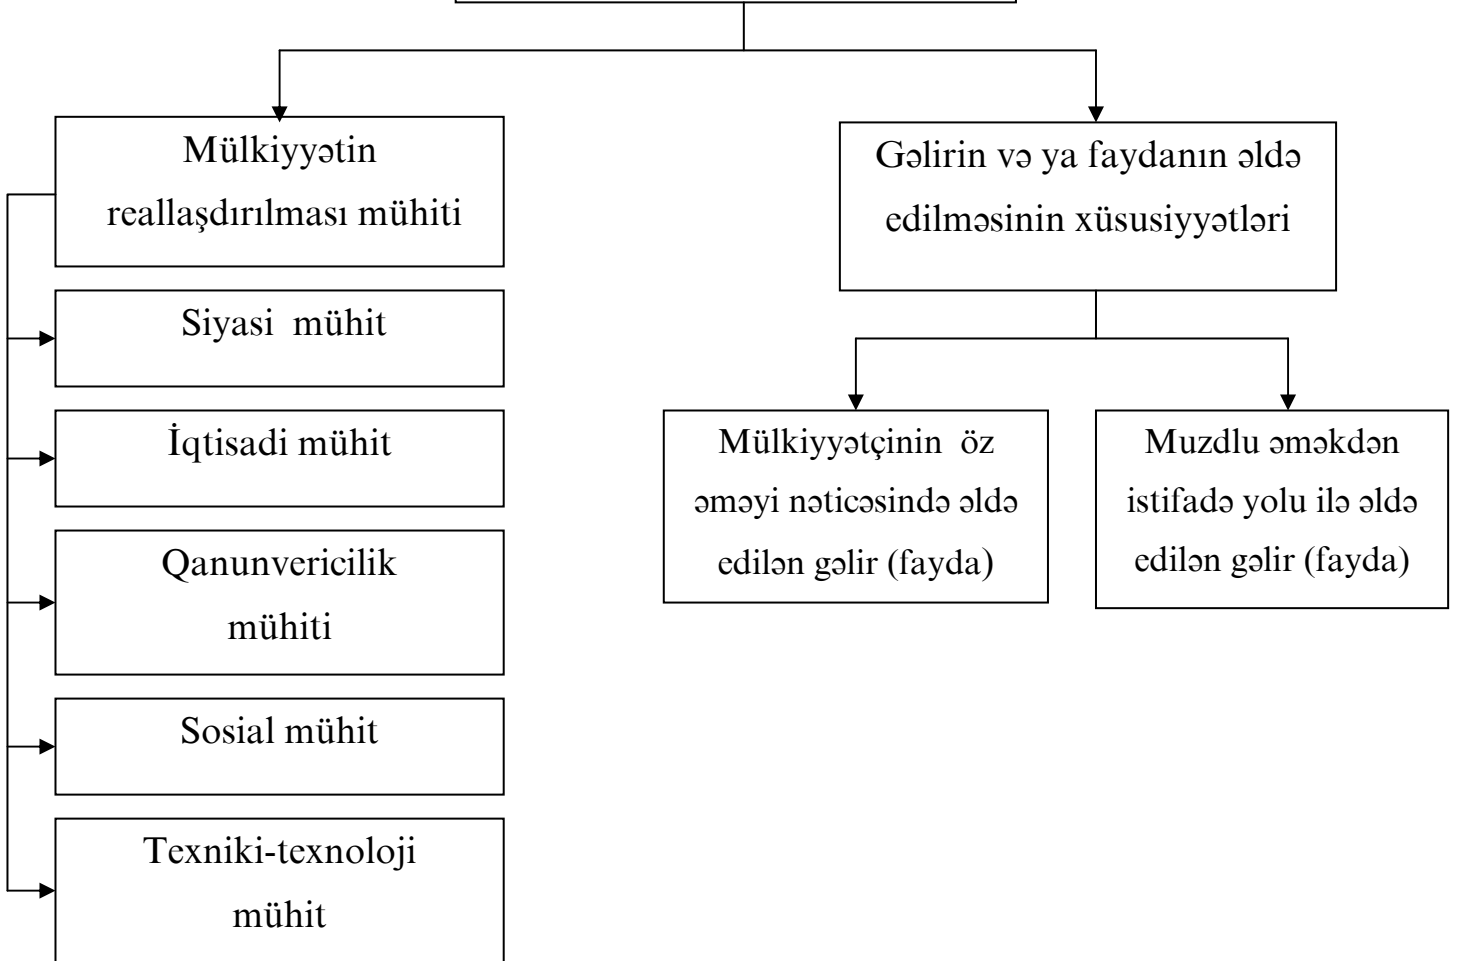 Mülkiyyətin
reallaşdırılması mühiti
Siyasi mühit
İqtisadi mühit
Qanunvericilik
mühiti
Sosial mühit
Texniki-texnoloji
mühit
Gəlirin və ya faydanın əldə
edilməsinin xüsusiyyətləri
Mülkiyyətçinin öz
əməyi nəticəsində əldə
edilən gəlir (fayda)
Muzdlu əməkdən
istifadə yolu ilə əldə
edilən gəlir (fayda)